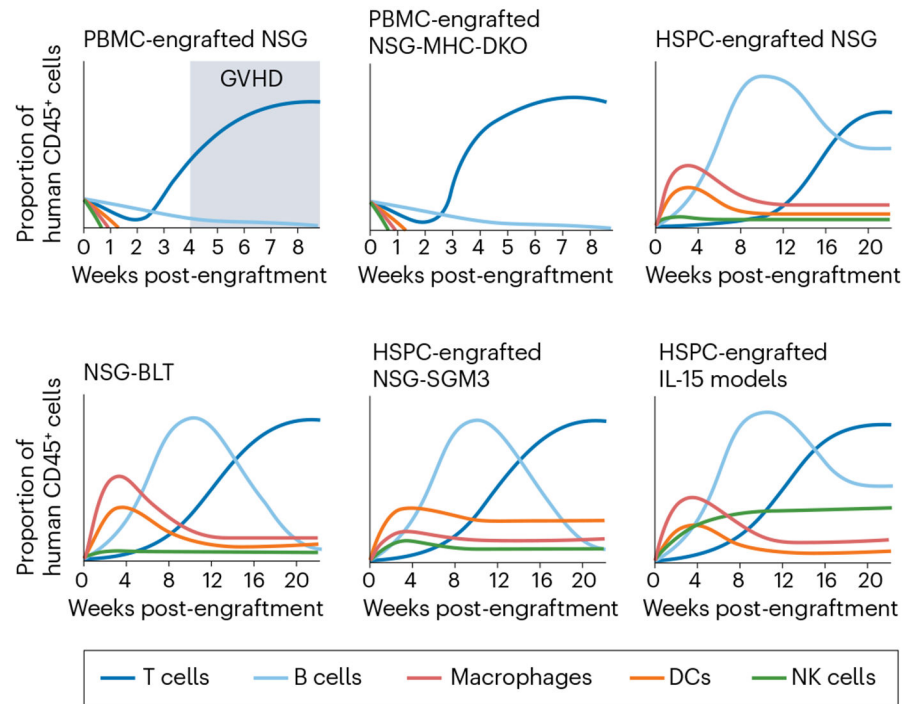 PBMC-engrafted NSG
PBMC-engrafted
NSG-MHC-DKO
HSPC-engrafted NSG
Proportion of
human CD45⁺ cells
GVHD
0 1 2 3 4 5 6 7 8
Weeks post-engraftment
0 1 2 3 4 5 6 7 8
Weeks post-engraftment
0 4 8 12 16 20
Weeks post-engraftment
NSG-BLT
HSPC-engrafted
NSG-SGM3
HSPC-engrafted
IL-15 models
Proportion of
human CD45⁺ cells
0 4 8 12 16 20
Weeks post-engraftment
0 4 8 12 16 20
Weeks post-engraftment
0 4 8 12 16 20
Weeks post-engraftment
T cells B cells Macrophages DCs NK cells